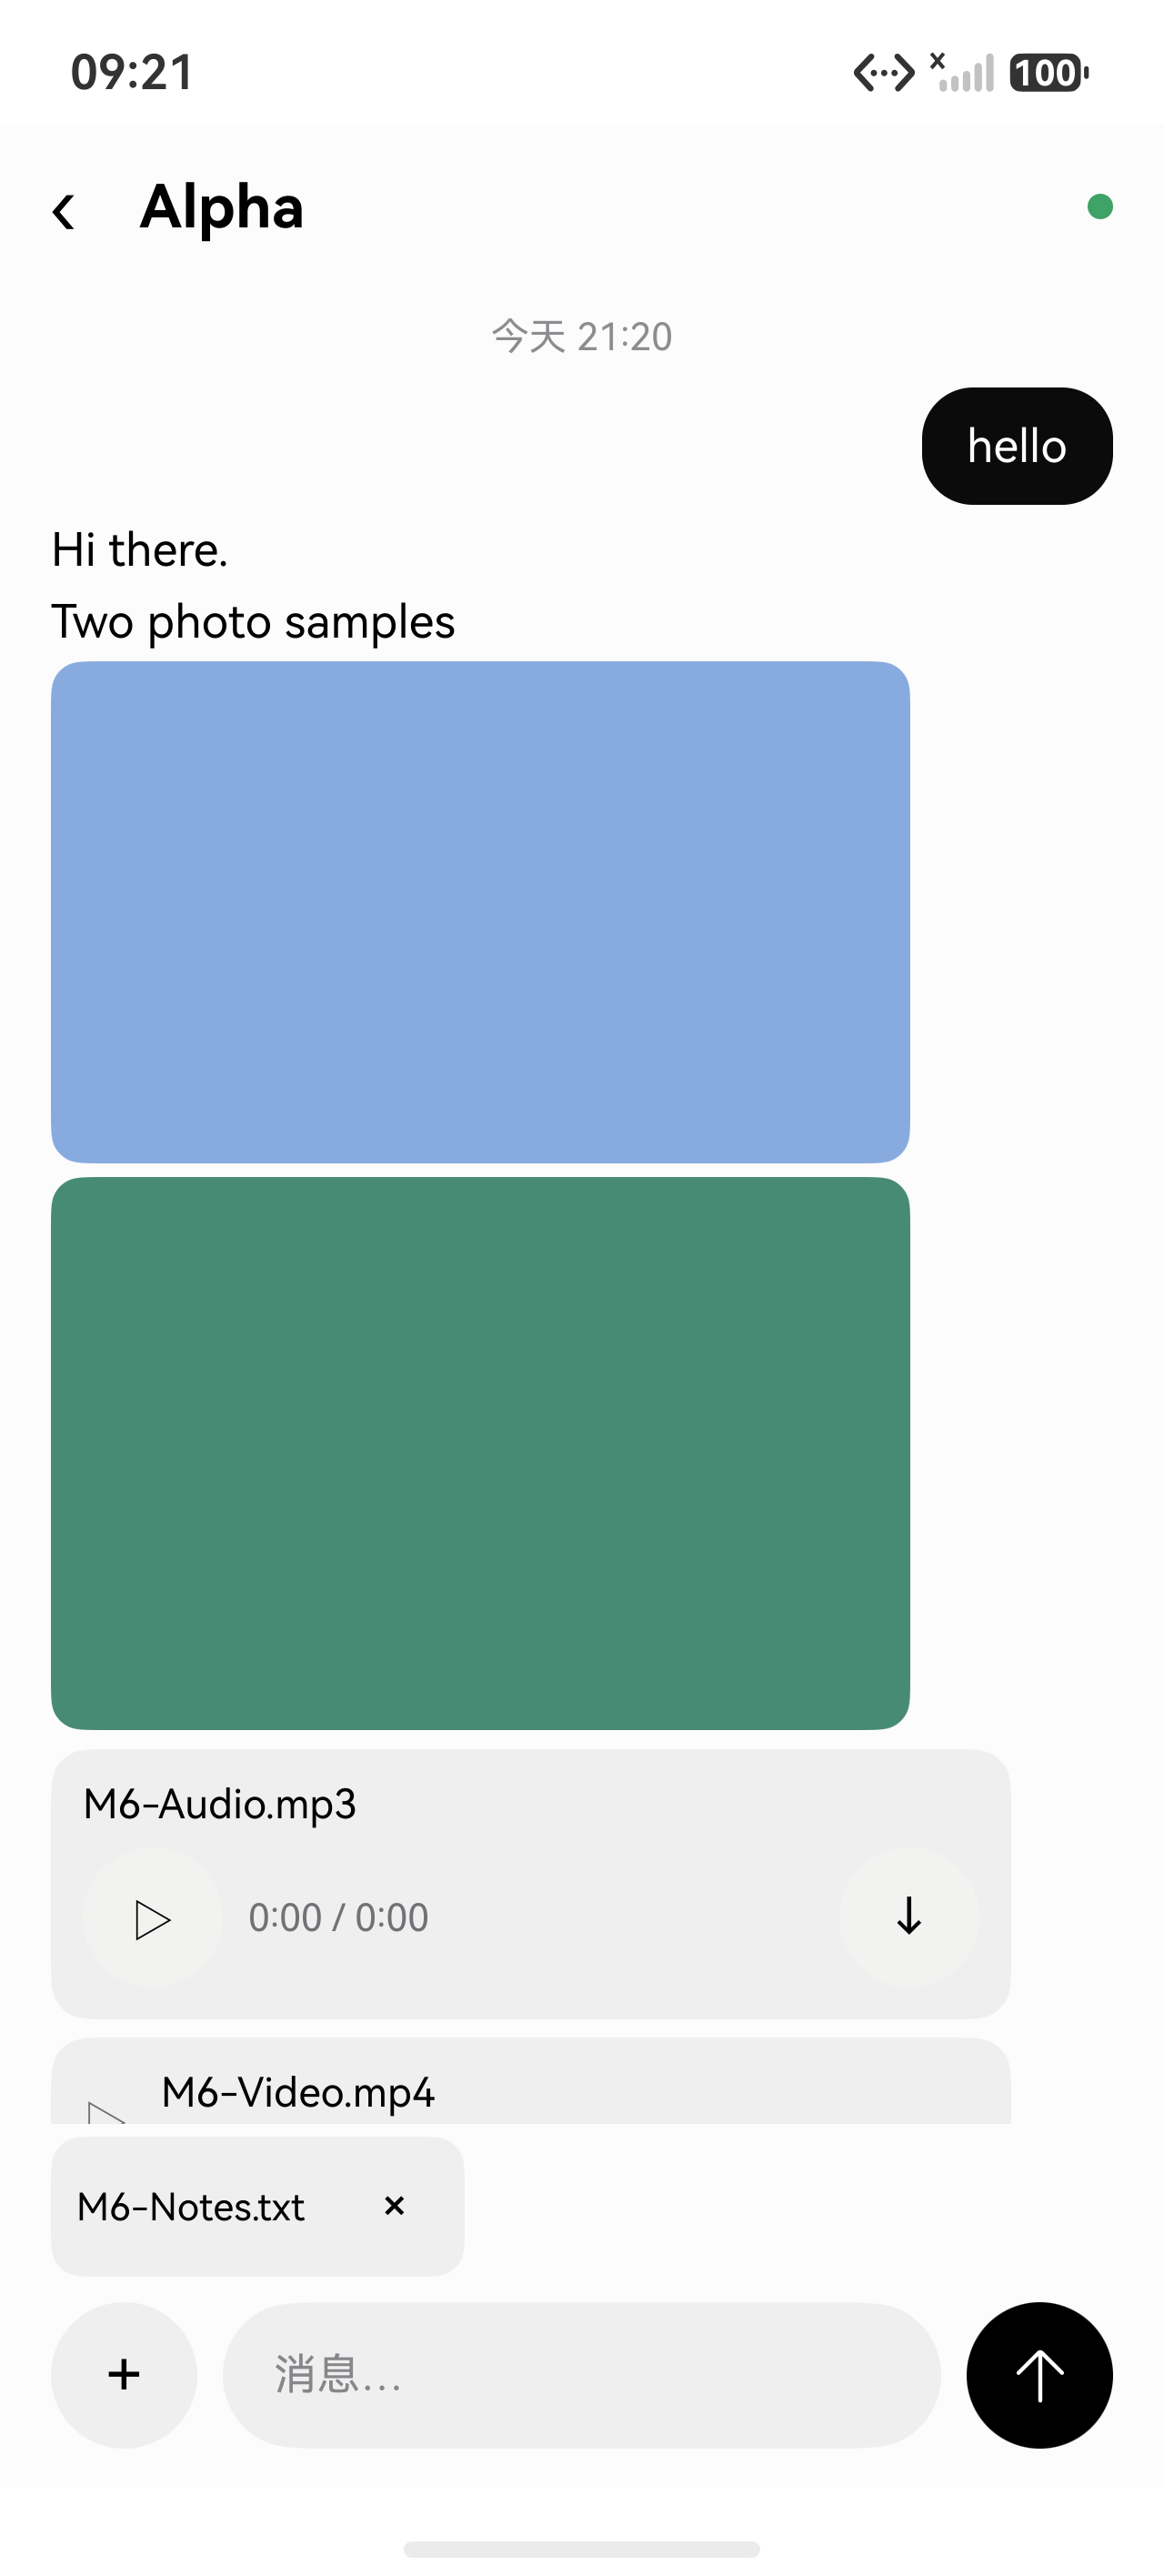 09:21
100
Alpha
今天 21:20
hello
Hi there.
Two photo samples
M6-Audio.mp3
0:00 / 0:00
M6-Video.mp4
M6-Notes.txt
消息...